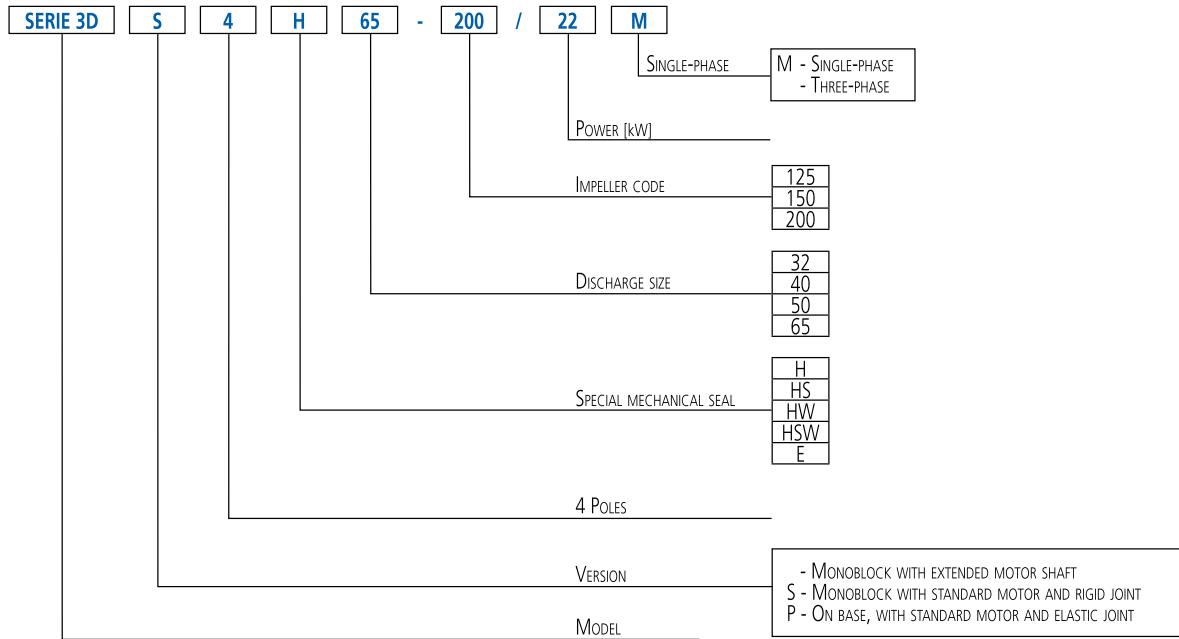 SERIE 3D S 4 H 65 - 200 / 22 M
Single-phase
M - Single-phase
- Three-phase
Power [kW]
Impeller code
125
150
200
Discharge size
32
40
50
65
Special mechanical seal
H
HS
HW
HSW
E
4 Poles
Version
- Monoblock with extended motor shaft
S - Monoblock with standard motor and rigid joint
P - On base, with standard motor and elastic joint
Model